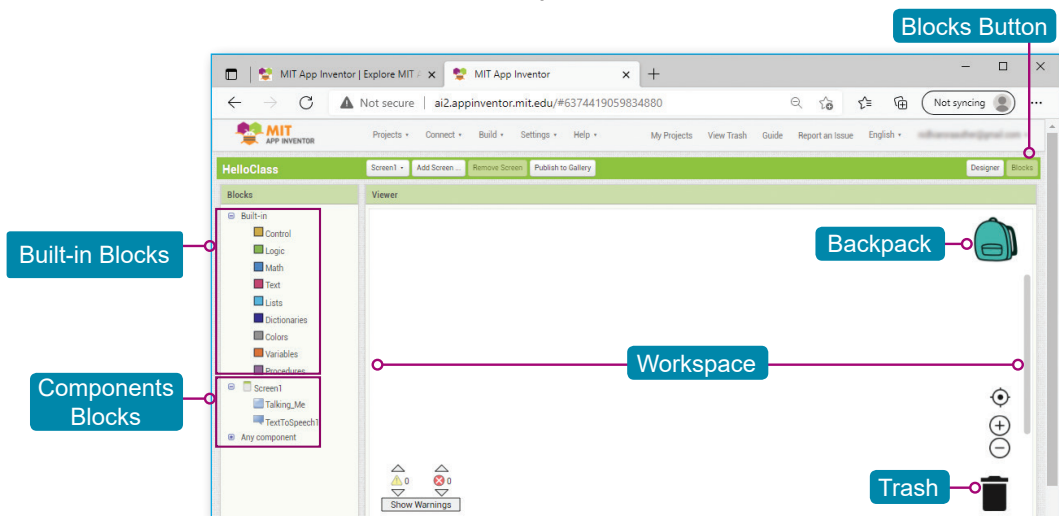 Blocks Button
MIT App Inventor | Explore MIT
MIT App Inventor
Not secure | ai2.appinventor.mit.edu/#6374419059834880
Not syncing
MIT
APP INVENTOR
Projects Connect Build Settings Help My Projects View Trash Guide Report an Issue English
HelloClass
Screen1 Add Screen ... Remove Screen Publish to Gallery
Designer Blocks
Blocks
Viewer
Built-in
Control
Logic
Math
Text
Lists
Dictionaries
Colors
Variables
Procedures
Screen1
Talking_Me
TextToSpeech1
Any component
Built-in Blocks
Components
Blocks
Backpack
Workspace
0 0
Show Warnings
Trash